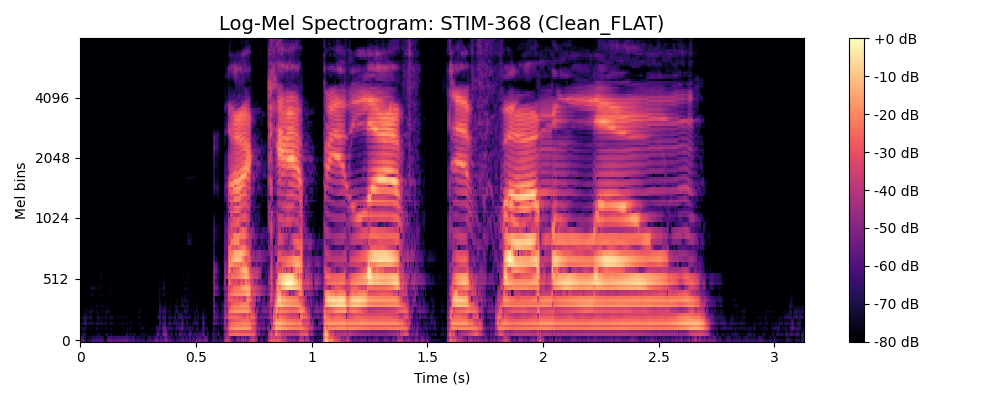 Log-Mel Spectrogram: STIM-368 (Clean_FLAT)
Mel bins
4096
2048
1024
512
0
0
0.5
1
1.5
2
2.5
3
Time (s)
+0 dB
-10 dB
-20 dB
-30 dB
-40 dB
-50 dB
-60 dB
-70 dB
-80 dB